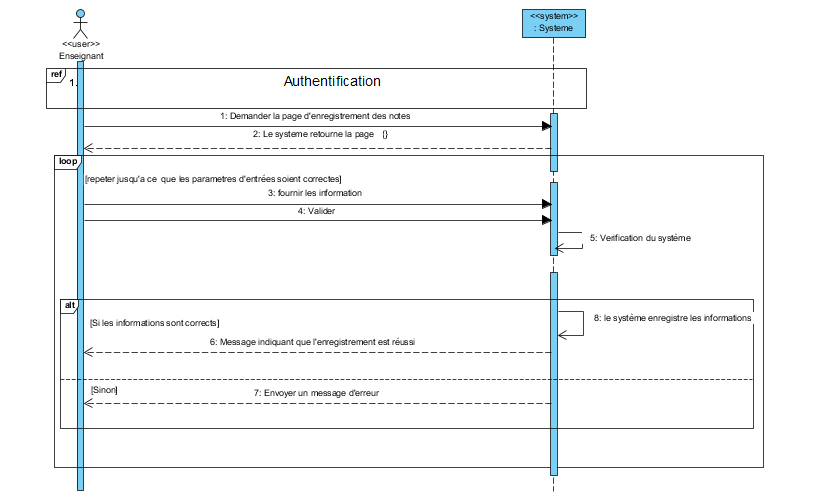 <<user>>
Enseignant
<<system>>
: Systeme
ref
1.
Authentification
1: Demander la page d'enregistrement des notes
2: Le systeme retourne la page {}
loop
[repeter jusqu'a ce que les parametres d'entrées soient correctes]
3: fournir les information
4: Valider
5: Verification du systéme
alt
[Si les informations sont corrects]
8: le systéme enregistre les informations
6: Message indiquant que l'enregistrement est réussi
[Sinon]
7: Envoyer un message d'erreur